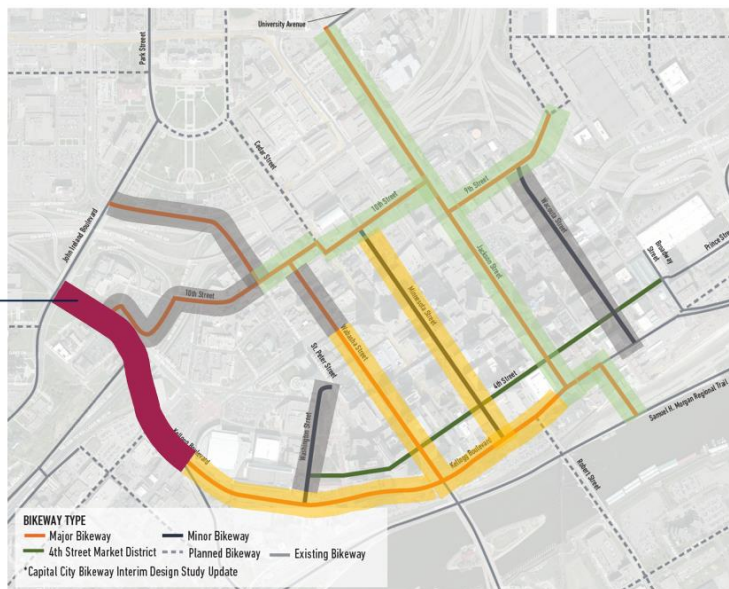 University Avenue
Park Street
Cedar Street
John Ireland Boulevard
10th Street
9th Street
Wacouta Street
Broadway
Street
Prince Street
10th Street
Jackson Street
Minnesota Street
Wabasha Street
St. Peter Street
4th Street
Washington Street
Kellogg Boulevard
Kellogg Boulevard
Samuel H. Morgan Regional Trail
Robert Street
BIKEWAY TYPE
Major Bikeway
Minor Bikeway
4th Street Market District
Planned Bikeway
Existing Bikeway
*Capital City Bikeway Interim Design Study Update